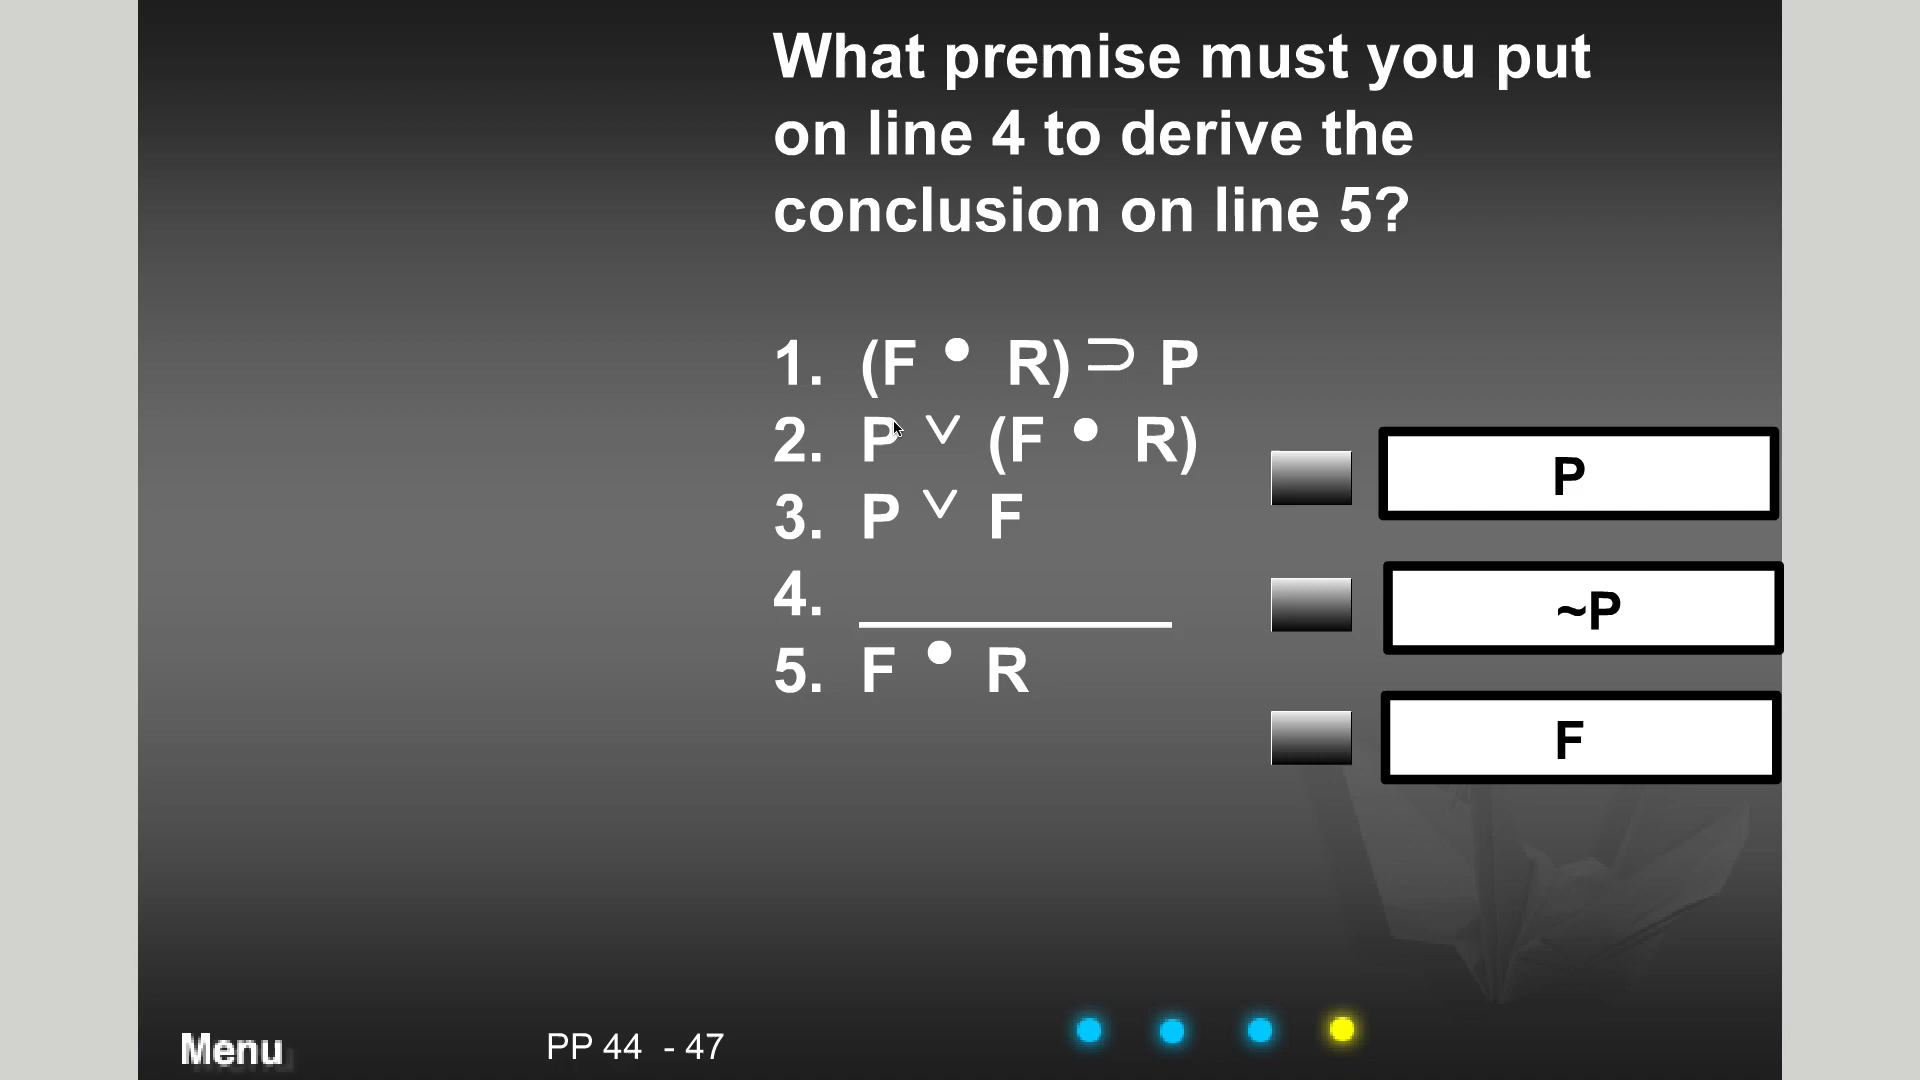 What premise must you put
on line 4 to derive the
conclusion on line 5?
1. (F • R) ⊃ P
2. P ∨ (F • R)
3. P ∨ F
4. __________
5. F • R
P
~P
F
Menu
PP 44 - 47